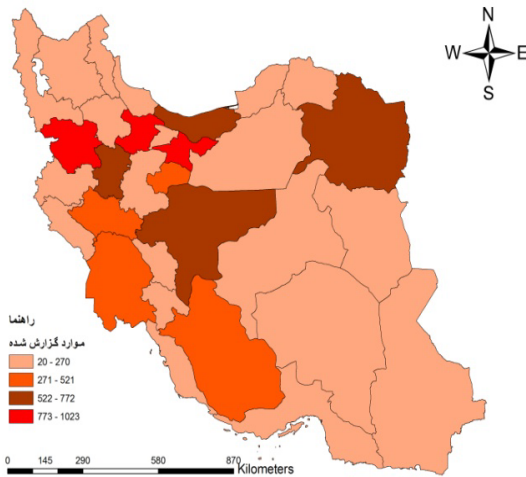 N
W E
S
راهنما
موارد گزارش شده
20 - 270
271 - 521
522 - 772
773 - 1023
0 145 290 580 870
Kilometers